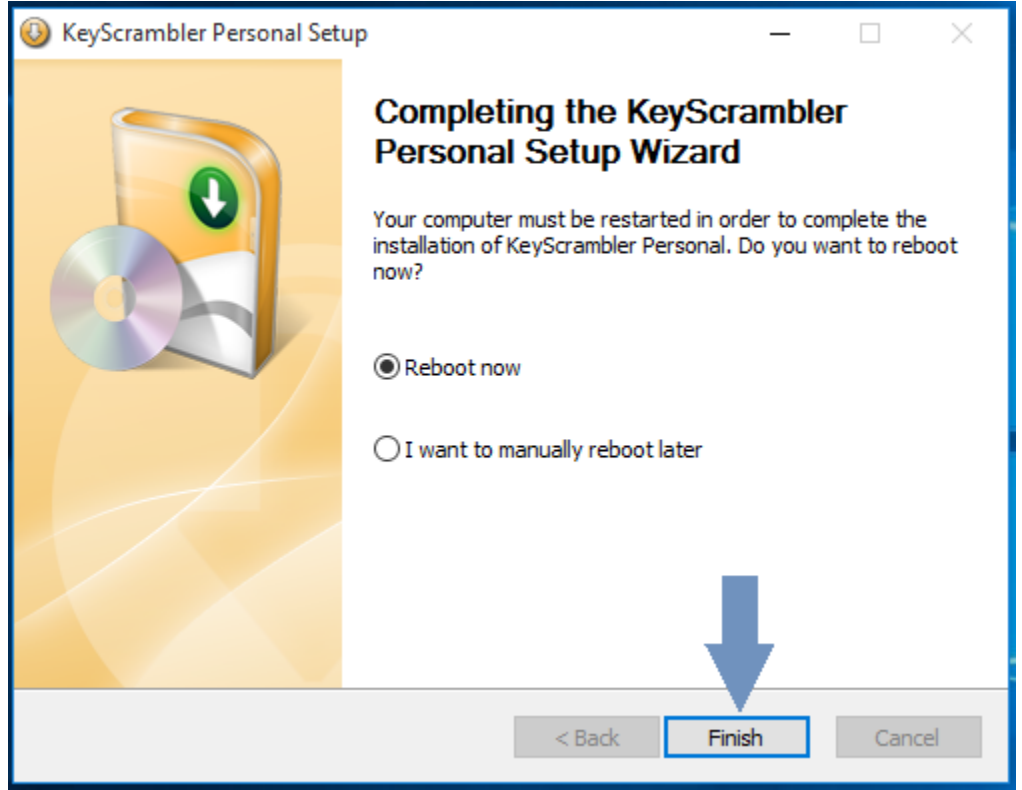 KeyScrambler Personal Setup
Completing the KeyScrambler
Personal Setup Wizard
Your computer must be restarted in order to complete the
installation of KeyScrambler Personal. Do you want to reboot
now?
Reboot now
I want to manually reboot later
< Back
Finish
Cancel